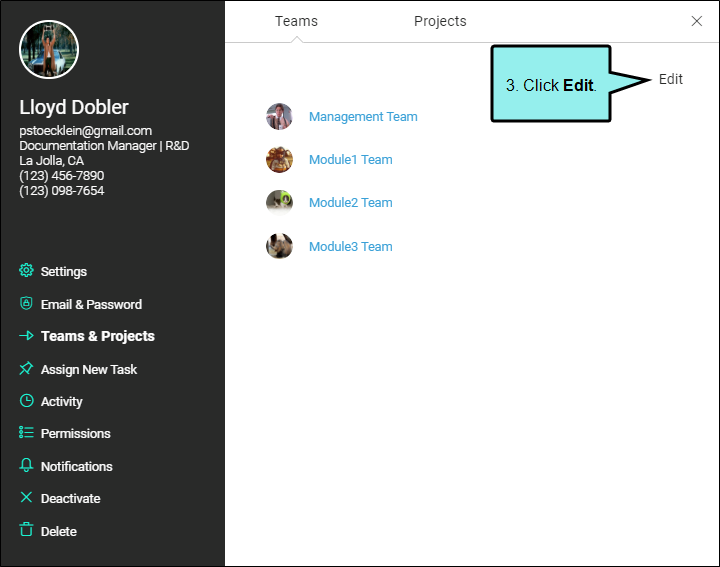 Teams
Projects
3. Click Edit.
Edit
Lloyd Dobler
pstoecklein@gmail.com
Documentation Manager | R&D
La Jolla, CA
(123) 456-7890
(123) 098-7654
Settings
Email & Password
Teams & Projects
Assign New Task
Activity
Permissions
Notifications
Deactivate
Delete
Management Team
Module1 Team
Module2 Team
Module3 Team